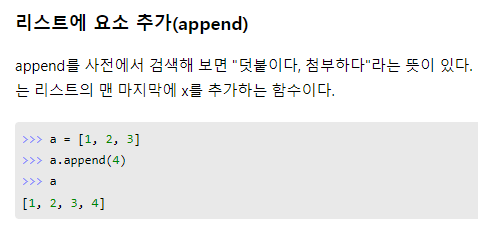 리스트에 요소 추가(append)
append를 사전에서 검색해 보면 "덧붙이다, 첨부하다"라는 뜻이 있다.
는 리스트의 맨 마지막에 x를 추가하는 함수이다.
>>> a = [1, 2, 3]
>>> a.append(4)
>>> a
[1, 2, 3, 4]